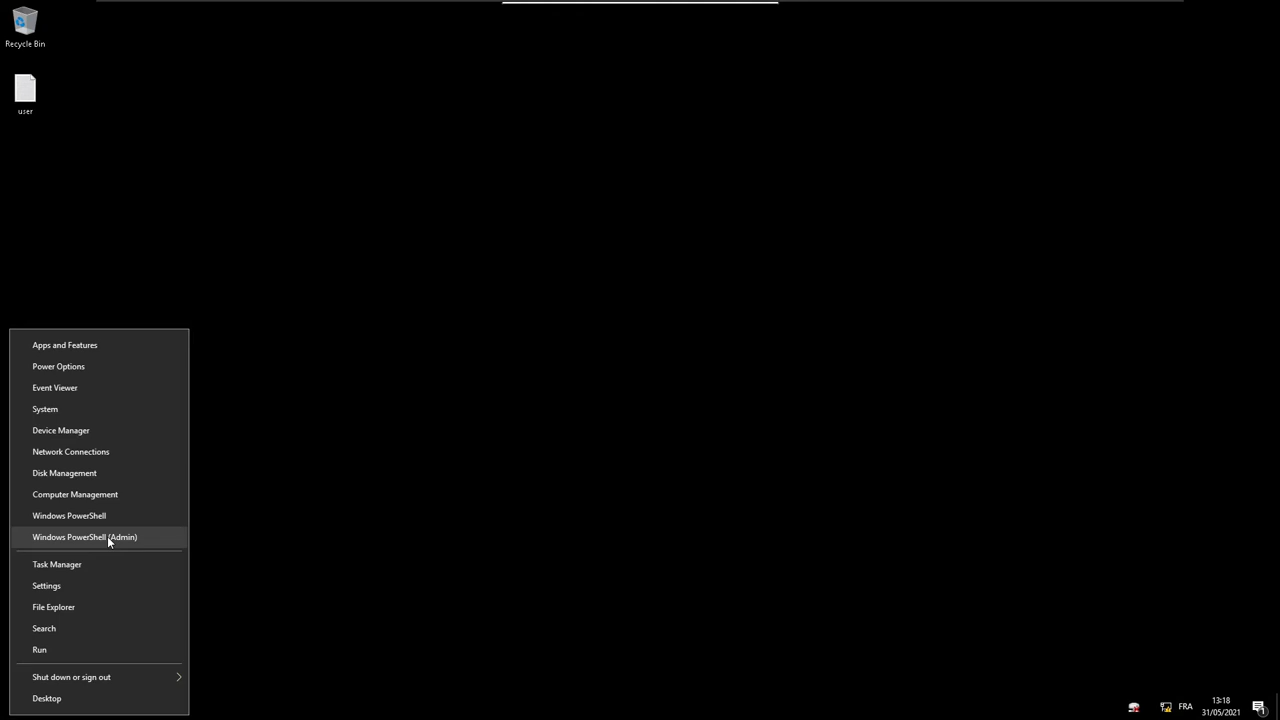 Recycle Bin
user
Apps and Features
Power Options
Event Viewer
System
Device Manager
Network Connections
Disk Management
Computer Management
Windows PowerShell
Windows PowerShell (Admin)
Task Manager
Settings
File Explorer
Search
Run
Shut down or sign out
Desktop
FRA
13:18
31/05/2021
1